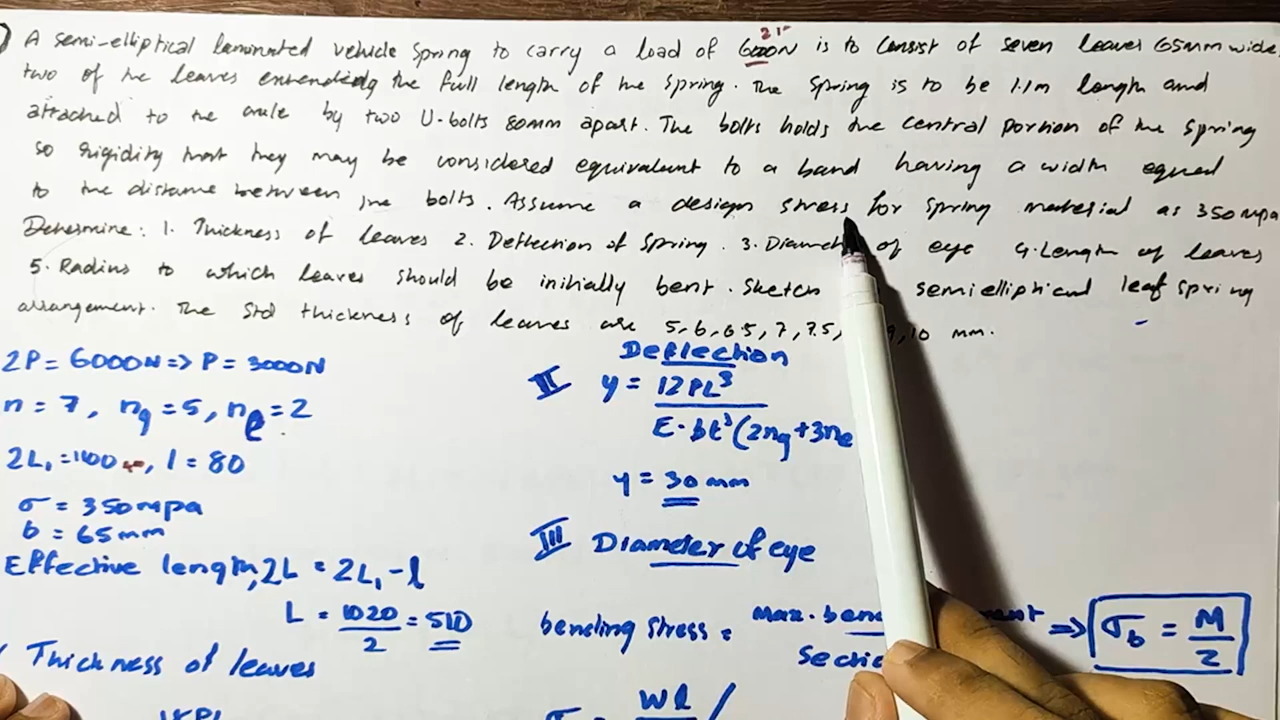 A semi-elliptical laminated vehicle spring to carry a load of 6000N is to consist of seven leaves 65mm wide,
two of the leaves extending the full length of the spring. The spring is to be 1.1m length and
attached to the axle by two U-bolts 80mm apart. The bolts holds the central portion of the spring
so rigidity that they may be considered equivalent to a band having a width equal
to the distance between the bolts. Assume a design stress for spring material as 350mpa
Determine: 1. Thickness of leaves 2. Deflection of spring. 3. Diamet of eye 4. Length of leaves
5. Radius to which leaves should be initially bent. Sketch semielliptical leaf spring
arrangement. The std thickness of leaves are 5, 6, 6.5, 7, 7.5, 9, 10 mm.
2P = 6000N => P = 3000N
n = 7, ng = 5, ne = 2
2L1 = 1100, l = 80
σ = 350mpa
b = 65mm
Effective length, 2L = 2L1 - l
L = 1020/2 = 510
Thickness of leaves
Deflection
II y = 12PL³
E·bt³(2ng+3ne
y = 30mm
III Diameter of eye
bending stress = Max. bend ment => σb = M/Z
Secti
σ = Wl /